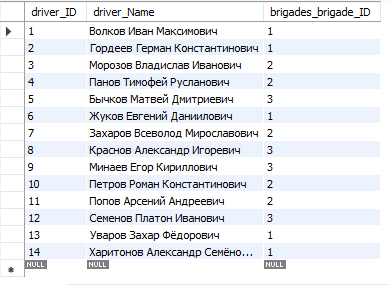 driver_ID driver_Name brigades_brigade_ID
1 Волков Иван Максимович 1
2 Гордеев Герман Константинович 1
3 Морозов Владислав Иванович 2
4 Панов Тимофей Русланович 2
5 Бычков Матвей Дмитриевич 3
6 Жуков Евгений Даниилович 1
7 Захаров Всеволод Мирославович 2
8 Краснов Александр Игоревич 3
9 Минаев Егор Кириллович 3
10 Петров Роман Константинович 2
11 Попов Арсений Андреевич 2
12 Семенов Платон Иванович 3
13 Уваров Захар Фёдорович 1
14 Харитонов Александр Семёно... 1
NULL NULL NULL